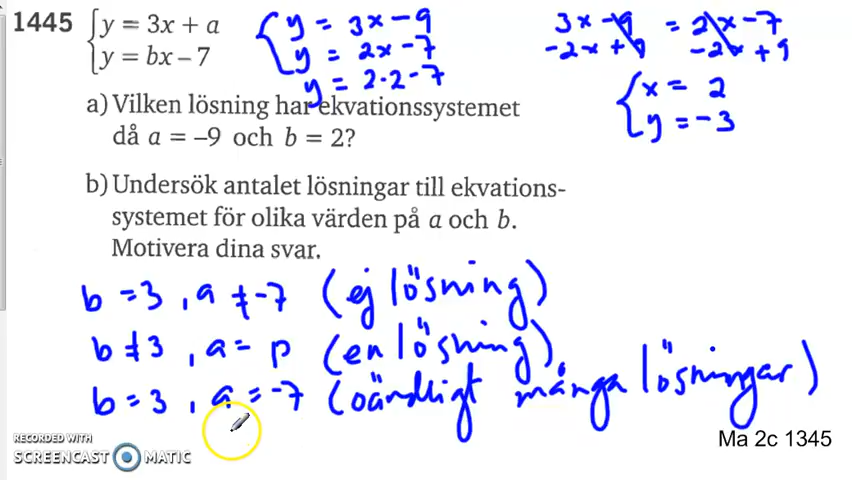 1445 y = 3x + a
y = bx – 7
y = 3x - 9
y = 2x - 7
y = 2·2-7
3x - 9 = 2x - 7
-2x + 9 -2x + 9
x = 2
y = -3
a) Vilken lösning har ekvationssystemet
då a = –9 och b = 2?
b) Undersök antalet lösningar till ekvations-
systemet för olika värden på a och b.
Motivera dina svar.
b = 3, a ≠ -7 (ej lösning)
b ≠ 3, a = p (en lösning)
b = 3, a = -7 (oändligt många lösningar)
RECORDED WITH
SCREENCAST MATIC
Ma 2c 1345